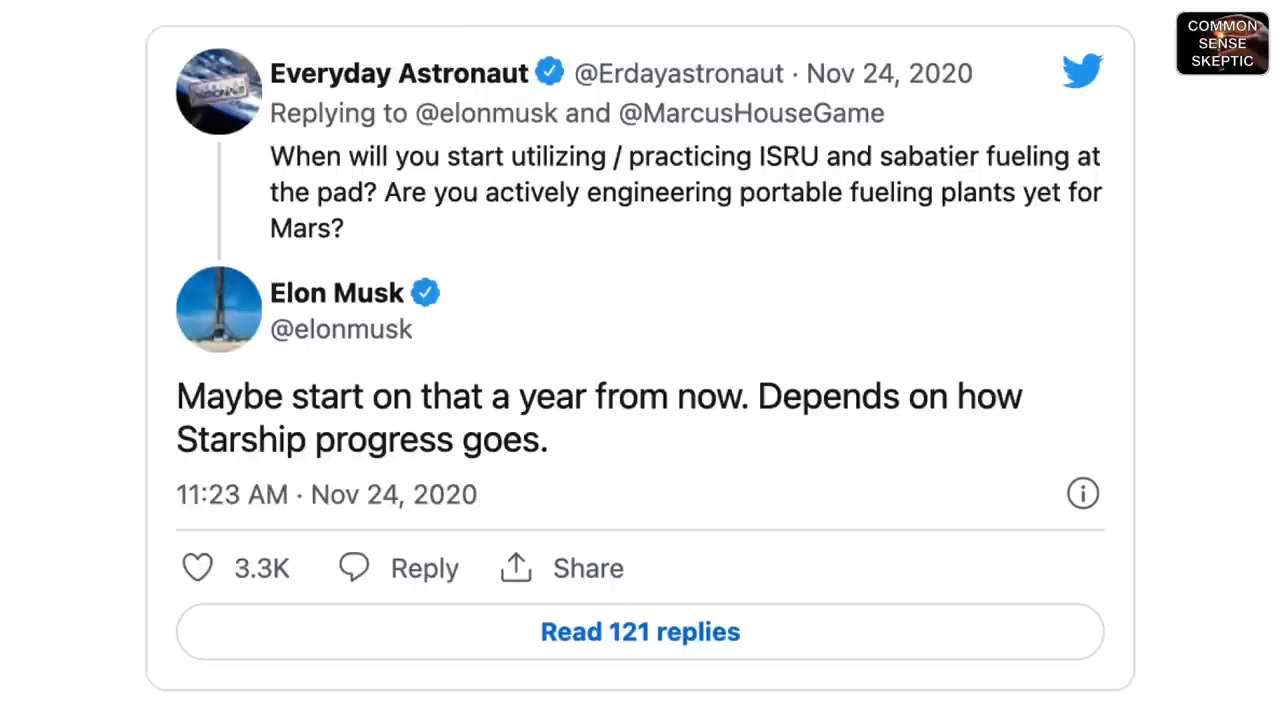 COMMON
SENSE
SKEPTIC
Everyday Astronaut @Erdayastronaut · Nov 24, 2020
Replying to @elonmusk and @MarcusHouseGame
When will you start utilizing / practicing ISRU and sabatier fueling at
the pad? Are you actively engineering portable fueling plants yet for
Mars?
Elon Musk
@elonmusk
Maybe start on that a year from now. Depends on how
Starship progress goes.
11:23 AM · Nov 24, 2020
3.3K Reply Share
Read 121 replies